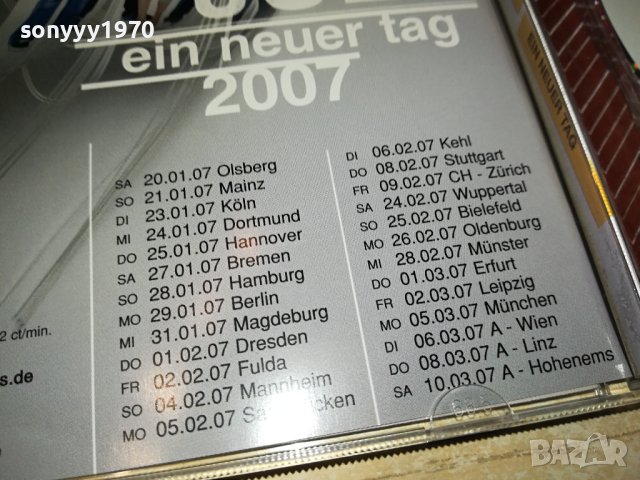 sonyyy1970
ein neuer tag
2007
SA 20.01.07 Olsberg
SO 21.01.07 Mainz
DI 23.01.07 Köln
MI 24.01.07 Dortmund
DO 25.01.07 Hannover
SA 27.01.07 Bremen
SO 28.01.07 Hamburg
MO 29.01.07 Berlin
MI 31.01.07 Magdeburg
DO 01.02.07 Dresden
FR 02.02.07 Fulda
SO 04.02.07 Mannheim
MO 05.02.07
DI 06.02.07 Kehl
DO 08.02.07 Stuttgart
FR 09.02.07 CH - Zürich
SA 24.02.07 Wuppertal
SO 25.02.07 Bielefeld
MO 26.02.07 Oldenburg
MI 28.02.07 Münster
DO 01.03.07 Erfurt
FR 02.03.07 Leipzig
MO 05.03.07 München
DI 06.03.07 A - Wien
DO 08.03.07 A - Linz
SA 10.03.07 A - Hohenems
2 ct/min.
s.de
EIN NEUER TAG
BAZAR
bg